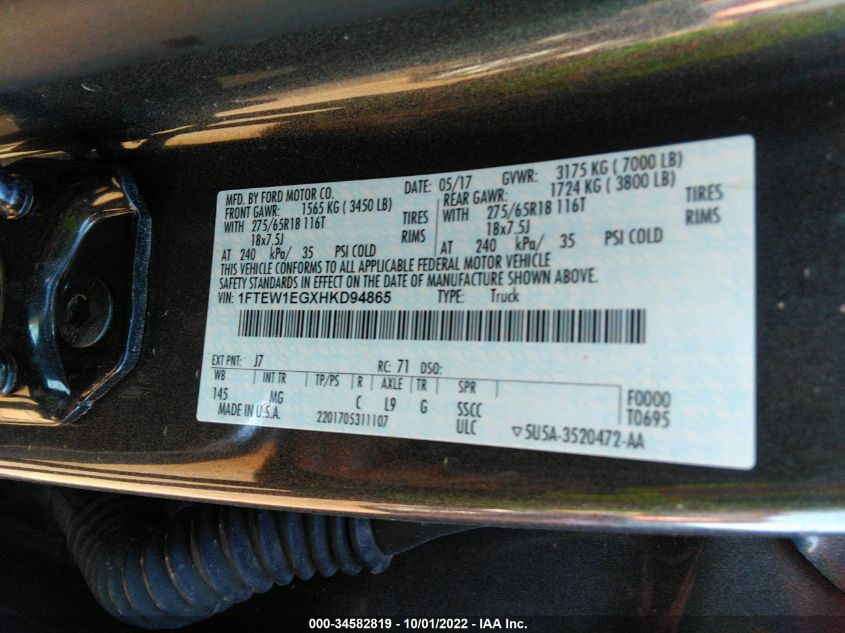 MFD. BY FORD MOTOR CO. DATE: 05/17 GVWR: 3175 KG ( 7000 LB)
FRONT GAWR: 1565 KG ( 3450 LB) REAR GAWR: 1724 KG ( 3800 LB)
WITH 275/65R18 116T TIRES WITH 275/65R18 116T TIRES
18x7.5J RIMS 18x7.5J RIMS
AT 240 kPa/ 35 PSI COLD AT 240 kPa/ 35 PSI COLD
THIS VEHICLE CONFORMS TO ALL APPLICABLE FEDERAL MOTOR VEHICLE
SAFETY STANDARDS IN EFFECT ON THE DATE OF MANUFACTURE SHOWN ABOVE.
VIN: 1FTEW1EGXHKD94865 TYPE: Truck
EXT PNT: J7 RC: 71 DSO:
WB INT TR TP/PS R AXLE TR SPR F0000
145 MG C L9 G SSCC T0695
MADE IN U.S.A. 2201705311107 ULC ▽5U5A-3520472-AA
000-34582819 - 10/01/2022 - IAA Inc.